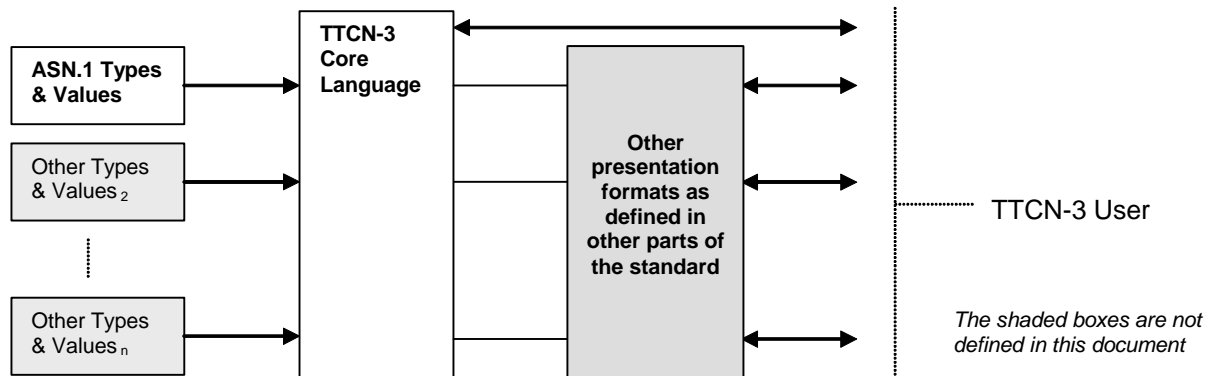 TTCN-3
Core
Language
ASN.1 Types
& Values
Other Types
& Values 2
Other Types
& Values n
Other
presentation
formats as
defined in
other parts of
the standard
TTCN-3 User
The shaded boxes are not
defined in this document